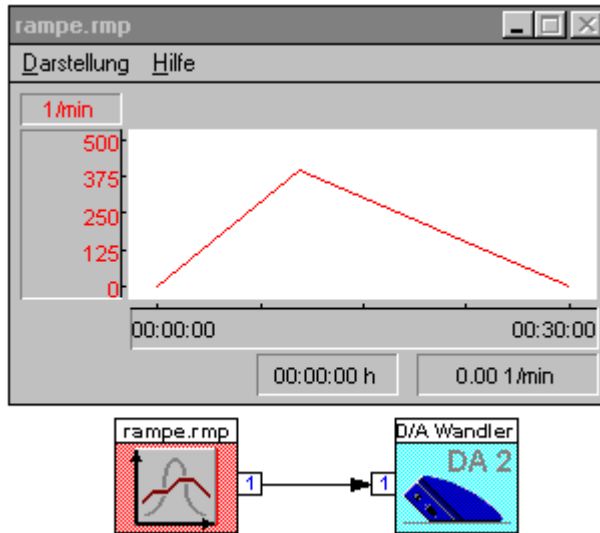 rampe.rmp
Darstellung Hilfe
1/min
500
375
250
125
0
00:00:00 00:30:00
00:00:00 h 0.00 1/min
rampe.rmp D/A Wandler
DA 2
1 1